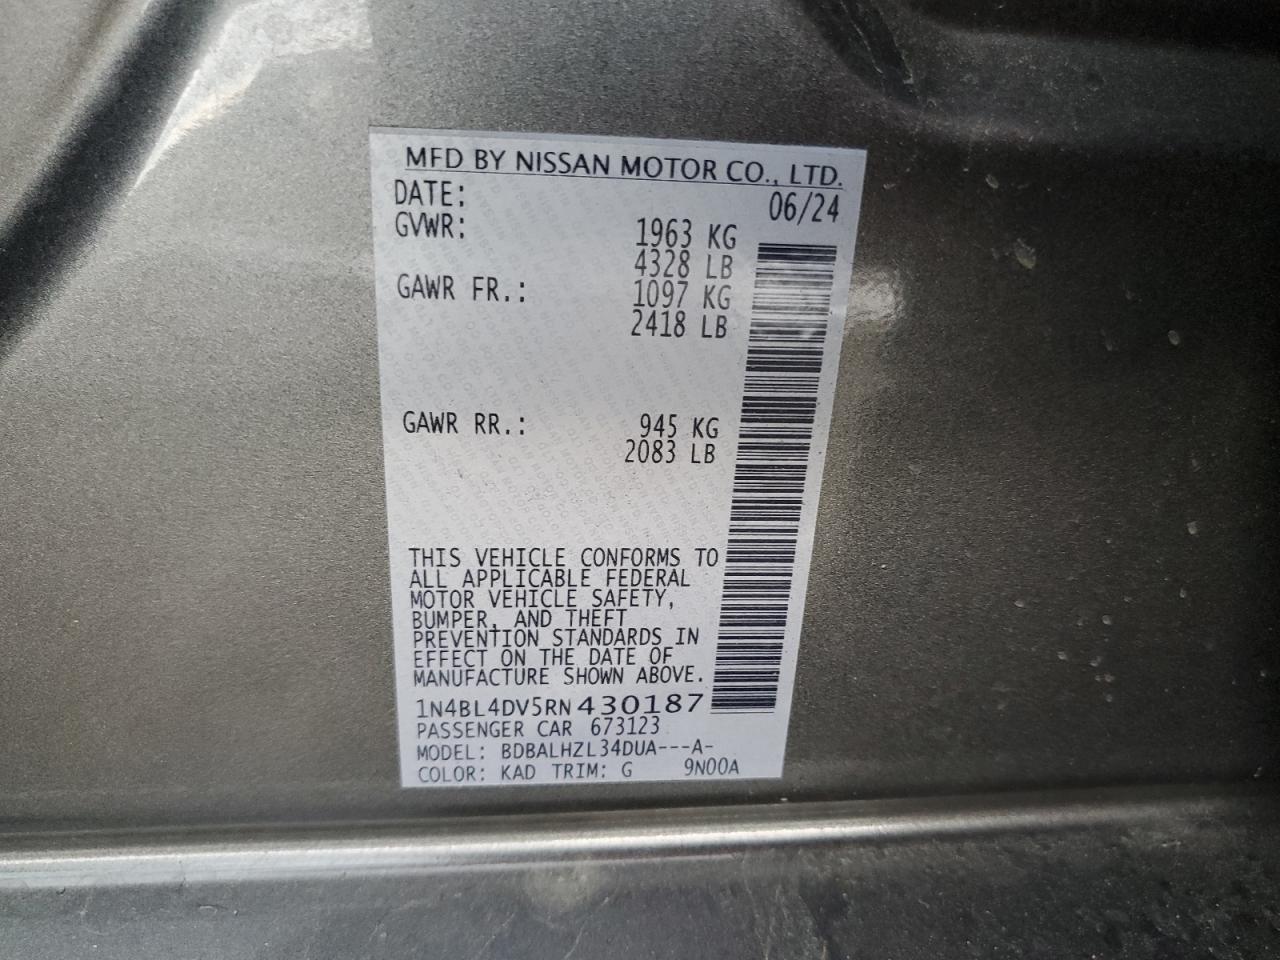 MFD BY NISSAN MOTOR CO., LTD.
DATE: 06/24
GVWR: 1963 KG
4328 LB
GAWR FR.: 1097 KG
2418 LB
GAWR RR.: 945 KG
2083 LB
THIS VEHICLE CONFORMS TO
ALL APPLICABLE FEDERAL
MOTOR VEHICLE SAFETY,
BUMPER, AND THEFT
PREVENTION STANDARDS IN
EFFECT ON THE DATE OF
MANUFACTURE SHOWN ABOVE.
1N4BL4DV5RN430187
PASSENGER CAR 673123
MODEL: BDBALHZL34DUA---A-
COLOR: KAD TRIM: G 9N00A